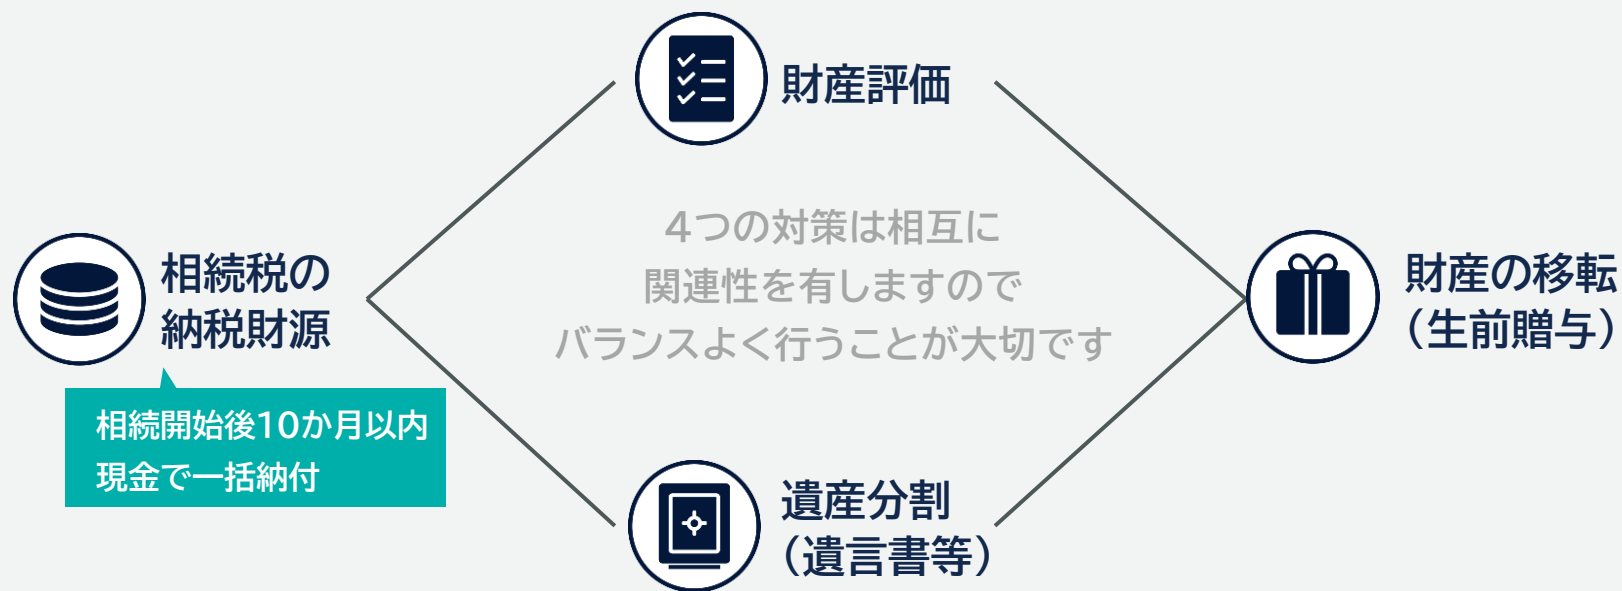 財産評価
4つの対策は相互に
関連性を有しますので
バランスよく行うことが大切です
相続税の
納税財源
相続開始後10か月以内
現金で一括納付
財産の移転
(生前贈与)
遺産分割
(遺言書等)